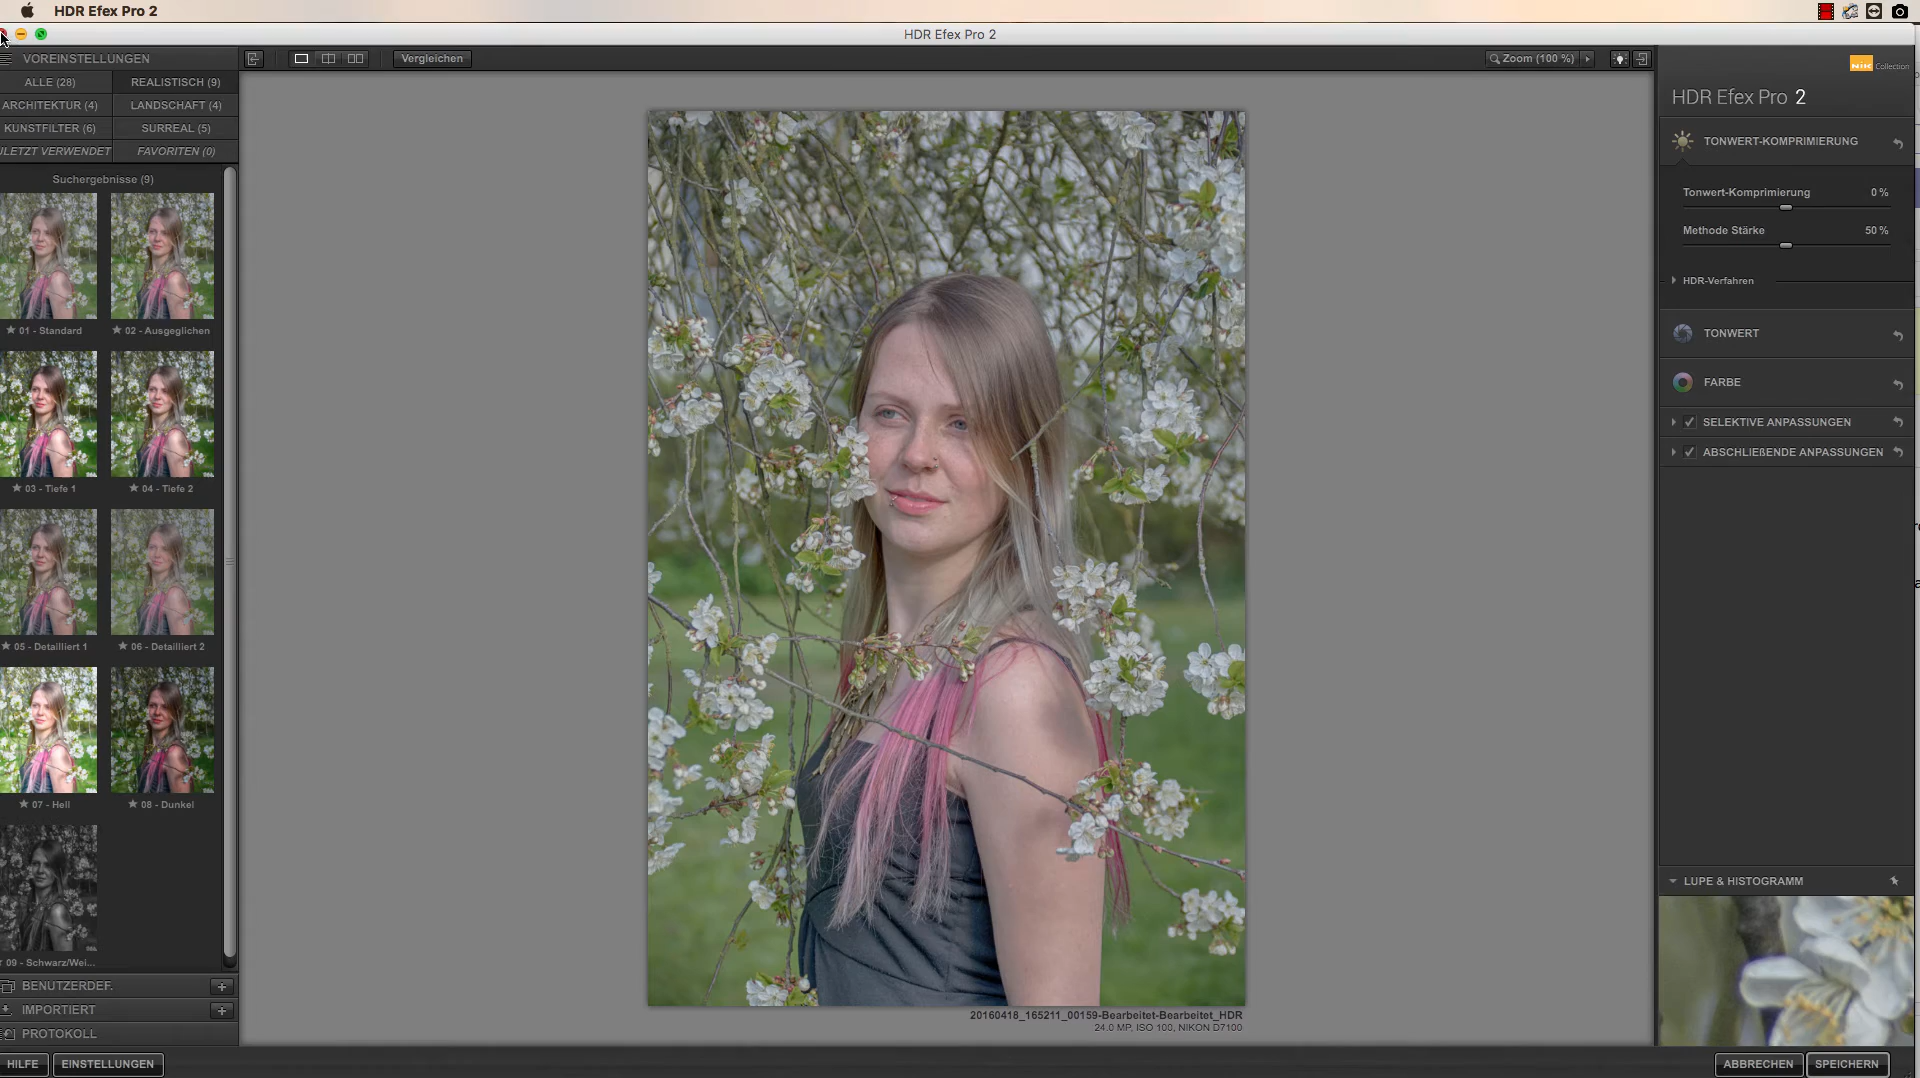 HDR Efex Pro 2
HDR Efex Pro 2
VOREINSTELLUNGEN
Vergleichen
Zoom (100 %)
ALLE (28)
REALISTISCH (9)
ARCHITEKTUR (4)
LANDSCHAFT (4)
KUNSTFILTER (6)
SURREAL (5)
ULETZT VERWENDET
FAVORITEN (0)
Suchergebnisse (9)
01 - Standard
02 - Ausgeglichen
03 - Tiefe 1
04 - Tiefe 2
05 - Detailliert 1
06 - Detailliert 2
07 - Hell
08 - Dunkel
09 - Schwarz/Wei...
BENUTZERDEF.
IMPORTIERT
PROTOKOLL
HILFE
EINSTELLUNGEN
20160418_165211_00159-Bearbeitet-Bearbeitet_HDR
24.0 MP, ISO 100, NIKON D7100
Nik Collection
HDR Efex Pro 2
TONWERT-KOMPRIMIERUNG
Tonwert-Komprimierung 0 %
Methode Stärke 50 %
HDR-Verfahren
TONWERT
FARBE
SELEKTIVE ANPASSUNGEN
ABSCHLIEßENDE ANPASSUNGEN
LUPE & HISTOGRAMM
ABBRECHEN
SPEICHERN